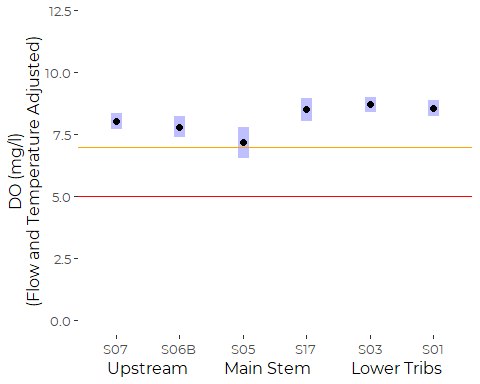 DO (mg/l)
(Flow and Temperature Adjusted)
12.5
10.0
7.5
5.0
2.5
0.0
S07 S06B S05 S17 S03 S01
Upstream Main Stem Lower Tribs